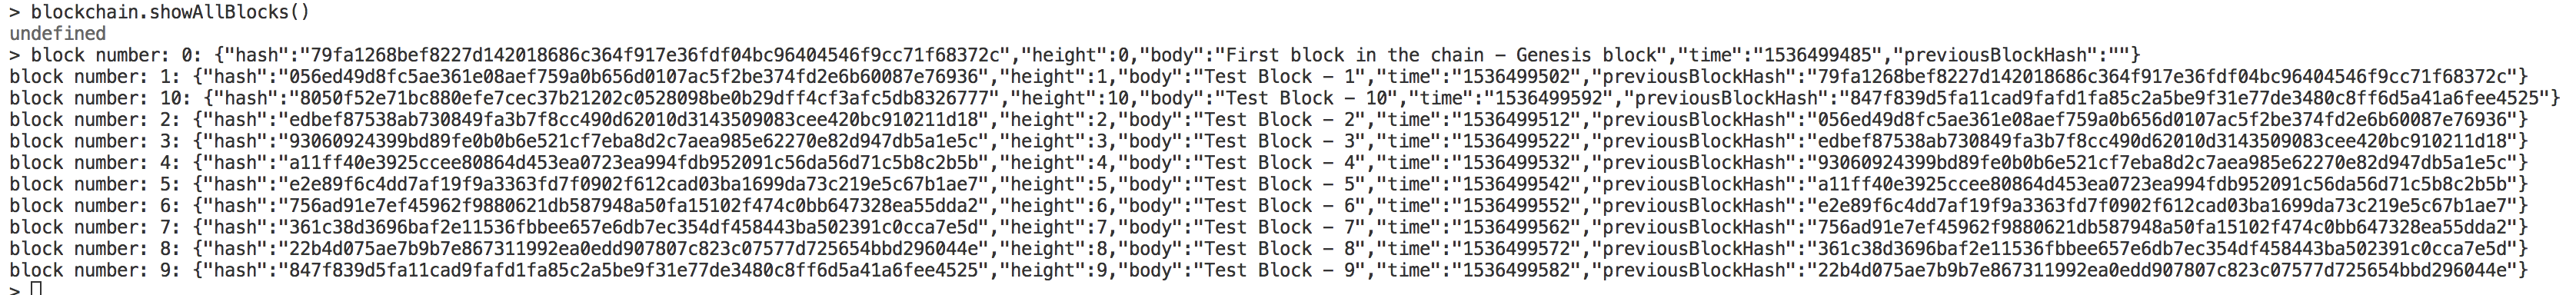 > blockchain.showAllBlocks()
undefined
> block number: 0: {"hash":"79fa1268bef8227d142018686c364f917e36fdf04bc96404546f9cc71f68372c","height":0,"body":"First block in the chain – Genesis block","time":"1536499485","previousBlockHash":""}
block number: 1: {"hash":"056ed49d8fc5ae361e08aef759a0b656d0107ac5f2be374fd2e6b60087e76936","height":1,"body":"Test Block – 1","time":"1536499502","previousBlockHash":"79fa1268bef8227d142018686c364f917e36fdf04bc96404546f9cc71f68372c"}
block number: 10: {"hash":"8050f52e71bc880efe7cec37b21202c0528098be0b29dff4cf3afc5db8326777","height":10,"body":"Test Block – 10","time":"1536499592","previousBlockHash":"847f839d5fa11cad9fafd1fa85c2a5be9f31e77de3480c8ff6d5a41a6fee4525"}
block number: 2: {"hash":"edbef87538ab730849fa3b7f8cc490d62010d3143509083cee420bc910211d18","height":2,"body":"Test Block – 2","time":"1536499512","previousBlockHash":"056ed49d8fc5ae361e08aef759a0b656d0107ac5f2be374fd2e6b60087e76936"}
block number: 3: {"hash":"93060924399bd89fe0b0b6e521cf7eba8d2c7aea985e62270e82d947db5a1e5c","height":3,"body":"Test Block – 3","time":"1536499522","previousBlockHash":"edbef87538ab730849fa3b7f8cc490d62010d3143509083cee420bc910211d18"}
block number: 4: {"hash":"a11ff40e3925ccee80864d453ea0723ea994fdb952091c56da56d71c5b8c2b5b","height":4,"body":"Test Block – 4","time":"1536499532","previousBlockHash":"93060924399bd89fe0b0b6e521cf7eba8d2c7aea985e62270e82d947db5a1e5c"}
block number: 5: {"hash":"e2e89f6c4dd7af19f9a3363fd7f0902f612cad03ba1699da73c219e5c67b1ae7","height":5,"body":"Test Block – 5","time":"1536499542","previousBlockHash":"a11ff40e3925ccee80864d453ea0723ea994fdb952091c56da56d71c5b8c2b5b"}
block number: 6: {"hash":"756ad91e7ef45962f9880621db587948a50fa15102f474c0bb647328ea55dda2","height":6,"body":"Test Block – 6","time":"1536499552","previousBlockHash":"e2e89f6c4dd7af19f9a3363fd7f0902f612cad03ba1699da73c219e5c67b1ae7"}
block number: 7: {"hash":"361c38d3696baf2e11536fbbee657e6db7ec354df458443ba502391c0cca7e5d","height":7,"body":"Test Block – 7","time":"1536499562","previousBlockHash":"756ad91e7ef45962f9880621db587948a50fa15102f474c0bb647328ea55dda2"}
block number: 8: {"hash":"22b4d075ae7b9b7e867311992ea0edd907807c823c07577d725654bbd296044e","height":8,"body":"Test Block – 8","time":"1536499572","previousBlockHash":"361c38d3696baf2e11536fbbee657e6db7ec354df458443ba502391c0cca7e5d"}
block number: 9: {"hash":"847f839d5fa11cad9fafd1fa85c2a5be9f31e77de3480c8ff6d5a41a6fee4525","height":9,"body":"Test Block – 9","time":"1536499582","previousBlockHash":"22b4d075ae7b9b7e867311992ea0edd907807c823c07577d725654bbd296044e"}
>